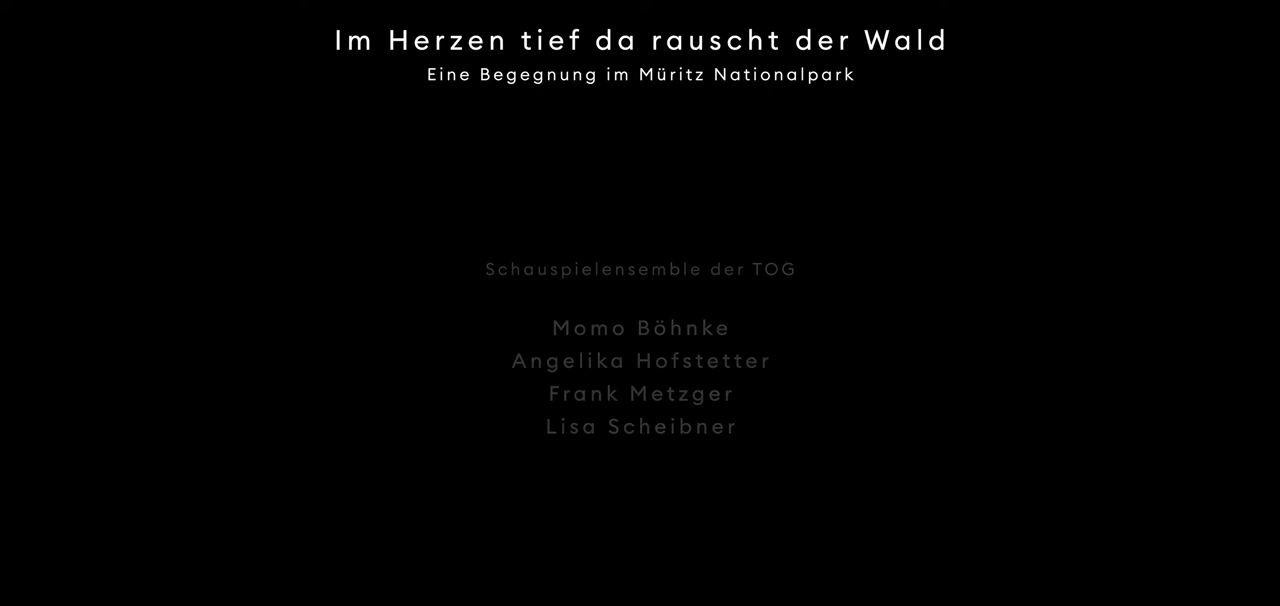 Im Herzen tief da rauscht der Wald
Eine Begegnung im Müritz Nationalpark
Schauspielensemble der TOG
Momo Böhnke
Angelika Hofstetter
Frank Metzger
Lisa Scheibner